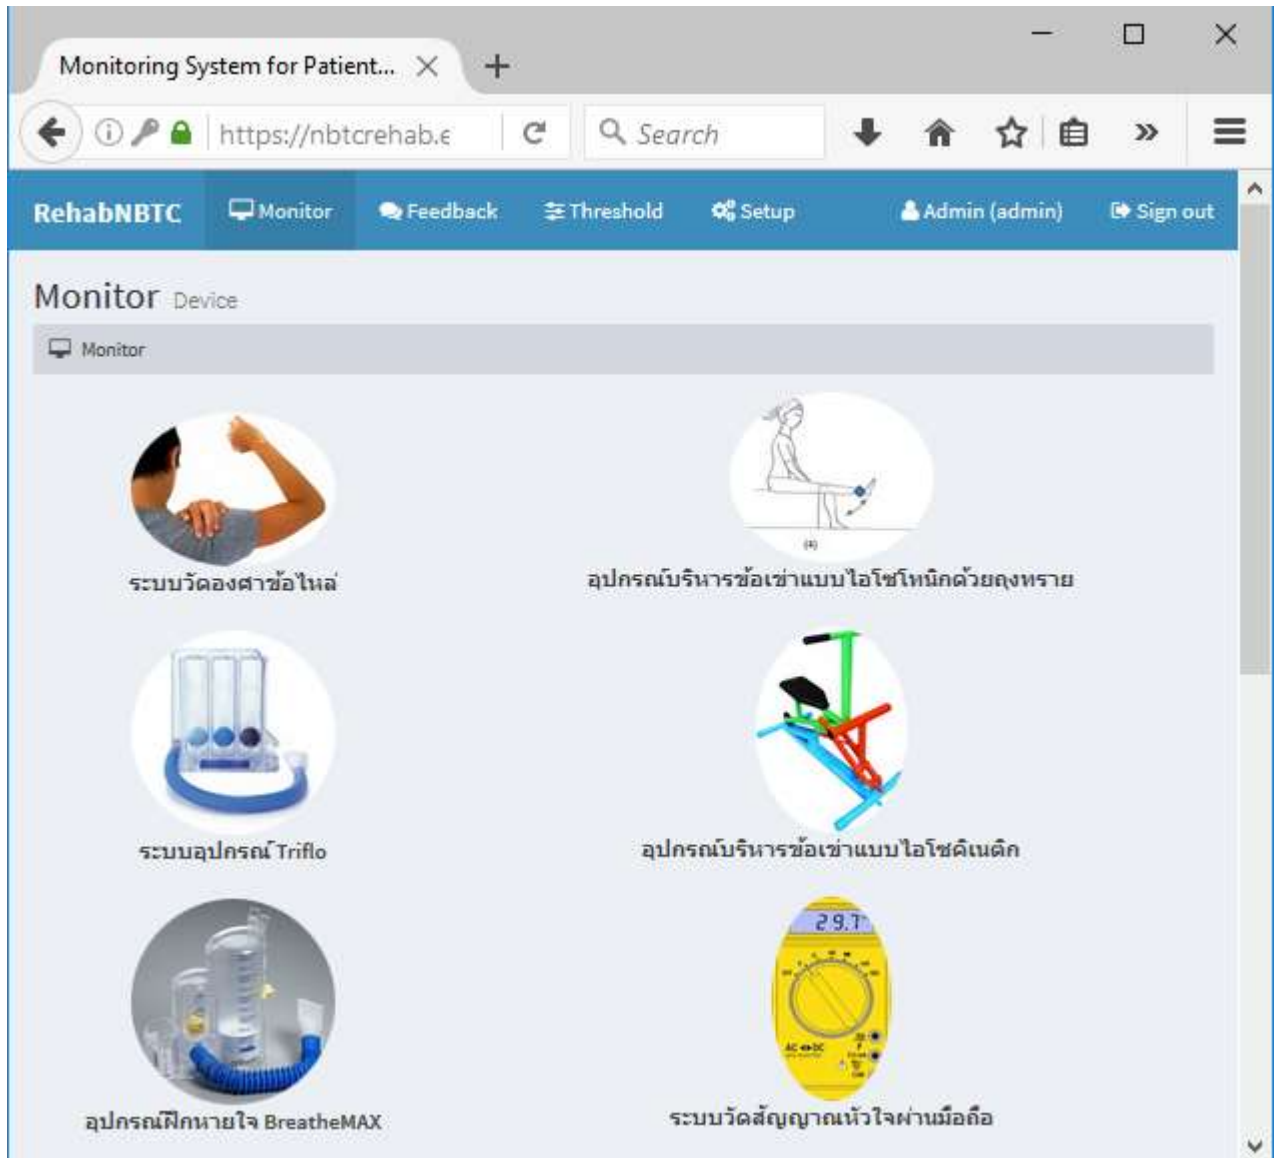 Monitoring System for Patient...
https://nbtcrehab.e
Search
RehabNBTC Monitor Feedback Threshold Setup Admin (admin) Sign out
Monitor Device
Monitor
(a)
ระบบวัดองศาข้อไหล่
อุปกรณ์บริหารข้อเข่าแบบไอโซโทนิกด้วยถุงทราย
ระบบอุปกรณ์ Triflo
อุปกรณ์บริหารข้อเข่าแบบไอโซคิเนติก
29.7
AC DC
อุปกรณ์ฝึกหายใจ BreatheMAX
ระบบวัดสัญญาณหัวใจผ่านมือถือ